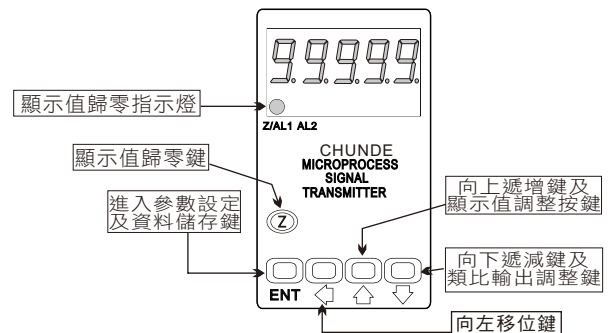 9.9.9.9.9.
顯示值歸零指示燈
Z/AL1 AL2
CHUNDE
MICROPROCESS
SIGNAL
TRANSMITTER
顯示值歸零鍵
Z
進入參數設定
及資料儲存鍵
向上遞增鍵及
顯示值調整按鍵
向下遞減鍵及
類比輸出調整鍵
ENT
向左移位鍵